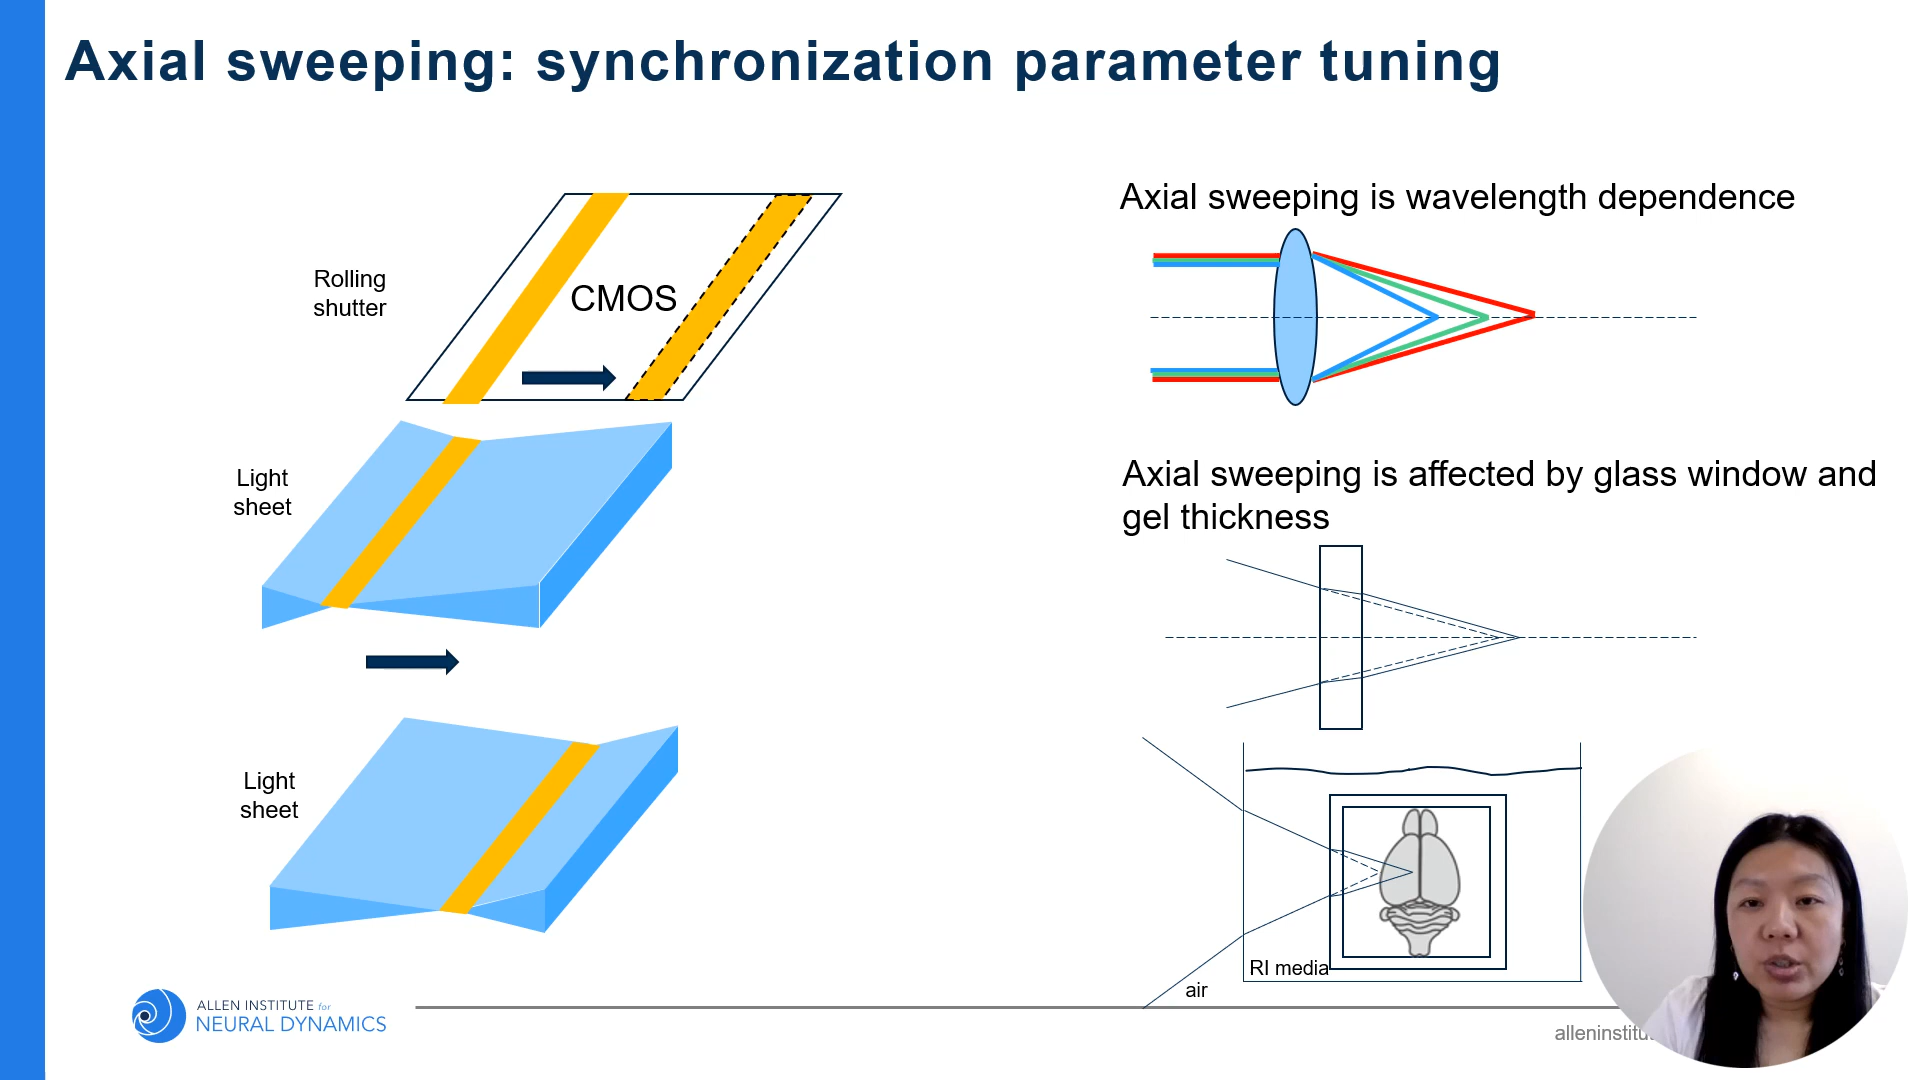 Axial sweeping: synchronization parameter tuning
Rolling
shutter
CMOS
Light
sheet
Light
sheet
Axial sweeping is wavelength dependence
Axial sweeping is affected by glass window and
gel thickness
RI media
air
ALLEN INSTITUTE for
NEURAL DYNAMICS